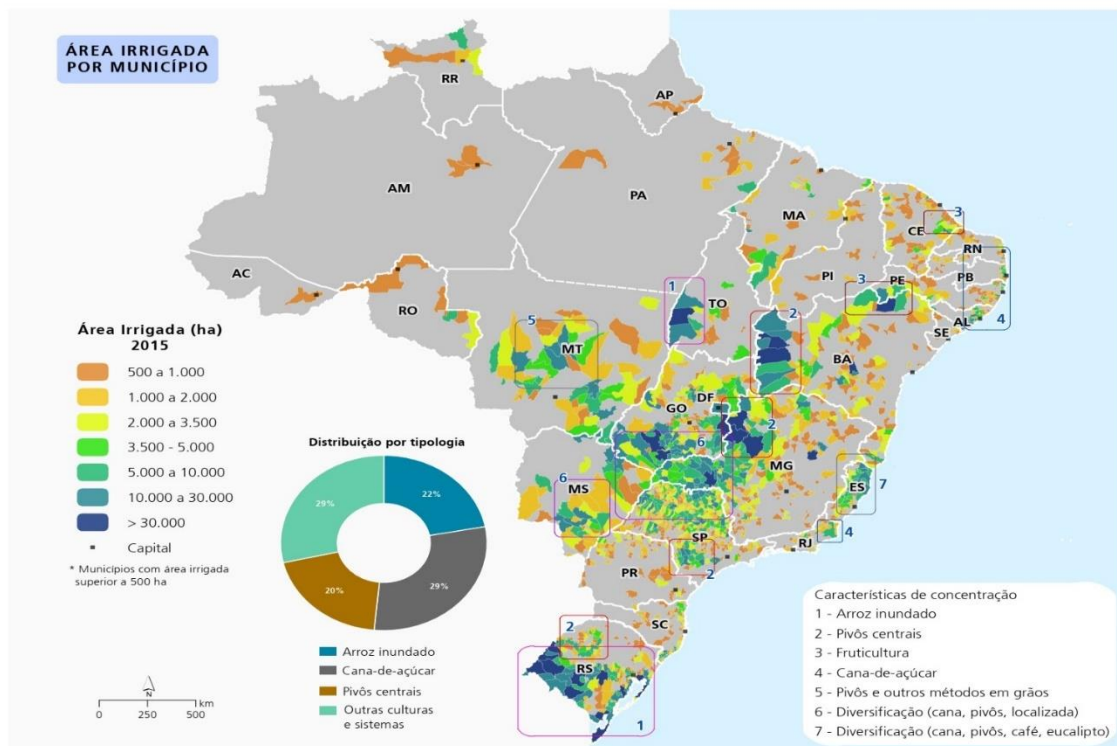 ÁREA IRRIGADA
POR MUNICÍPIO
RR
AP
AM
PA
MA
CE
3
RN
PB
PI
3
PE
AL
SE
4
AC
RO
1
TO
2
BA
5
MT
DF
GO
2
6
MG
6
MS
ES
7
SP
RJ
4
2
PR
SC
2
RS
1
Área Irrigada (ha)
2015
500 a 1.000
1.000 a 2.000
2.000 a 3.500
3.500 - 5.000
5.000 a 10.000
10.000 a 30.000
> 30.000
Capital
* Municípios com área irrigada
superior a 500 ha
Distribuição por tipologia
29%
22%
20%
29%
Arroz inundado
Cana-de-açúcar
Pivôs centrais
Outras culturas
e sistemas
N
km
0 250 500
Características de concentração
1 - Arroz inundado
2 - Pivôs centrais
3 - Fruticultura
4 - Cana-de-açúcar
5 - Pivôs e outros métodos em grãos
6 - Diversificação (cana, pivôs, localizada)
7 - Diversificação (cana, pivôs, café, eucalipto)